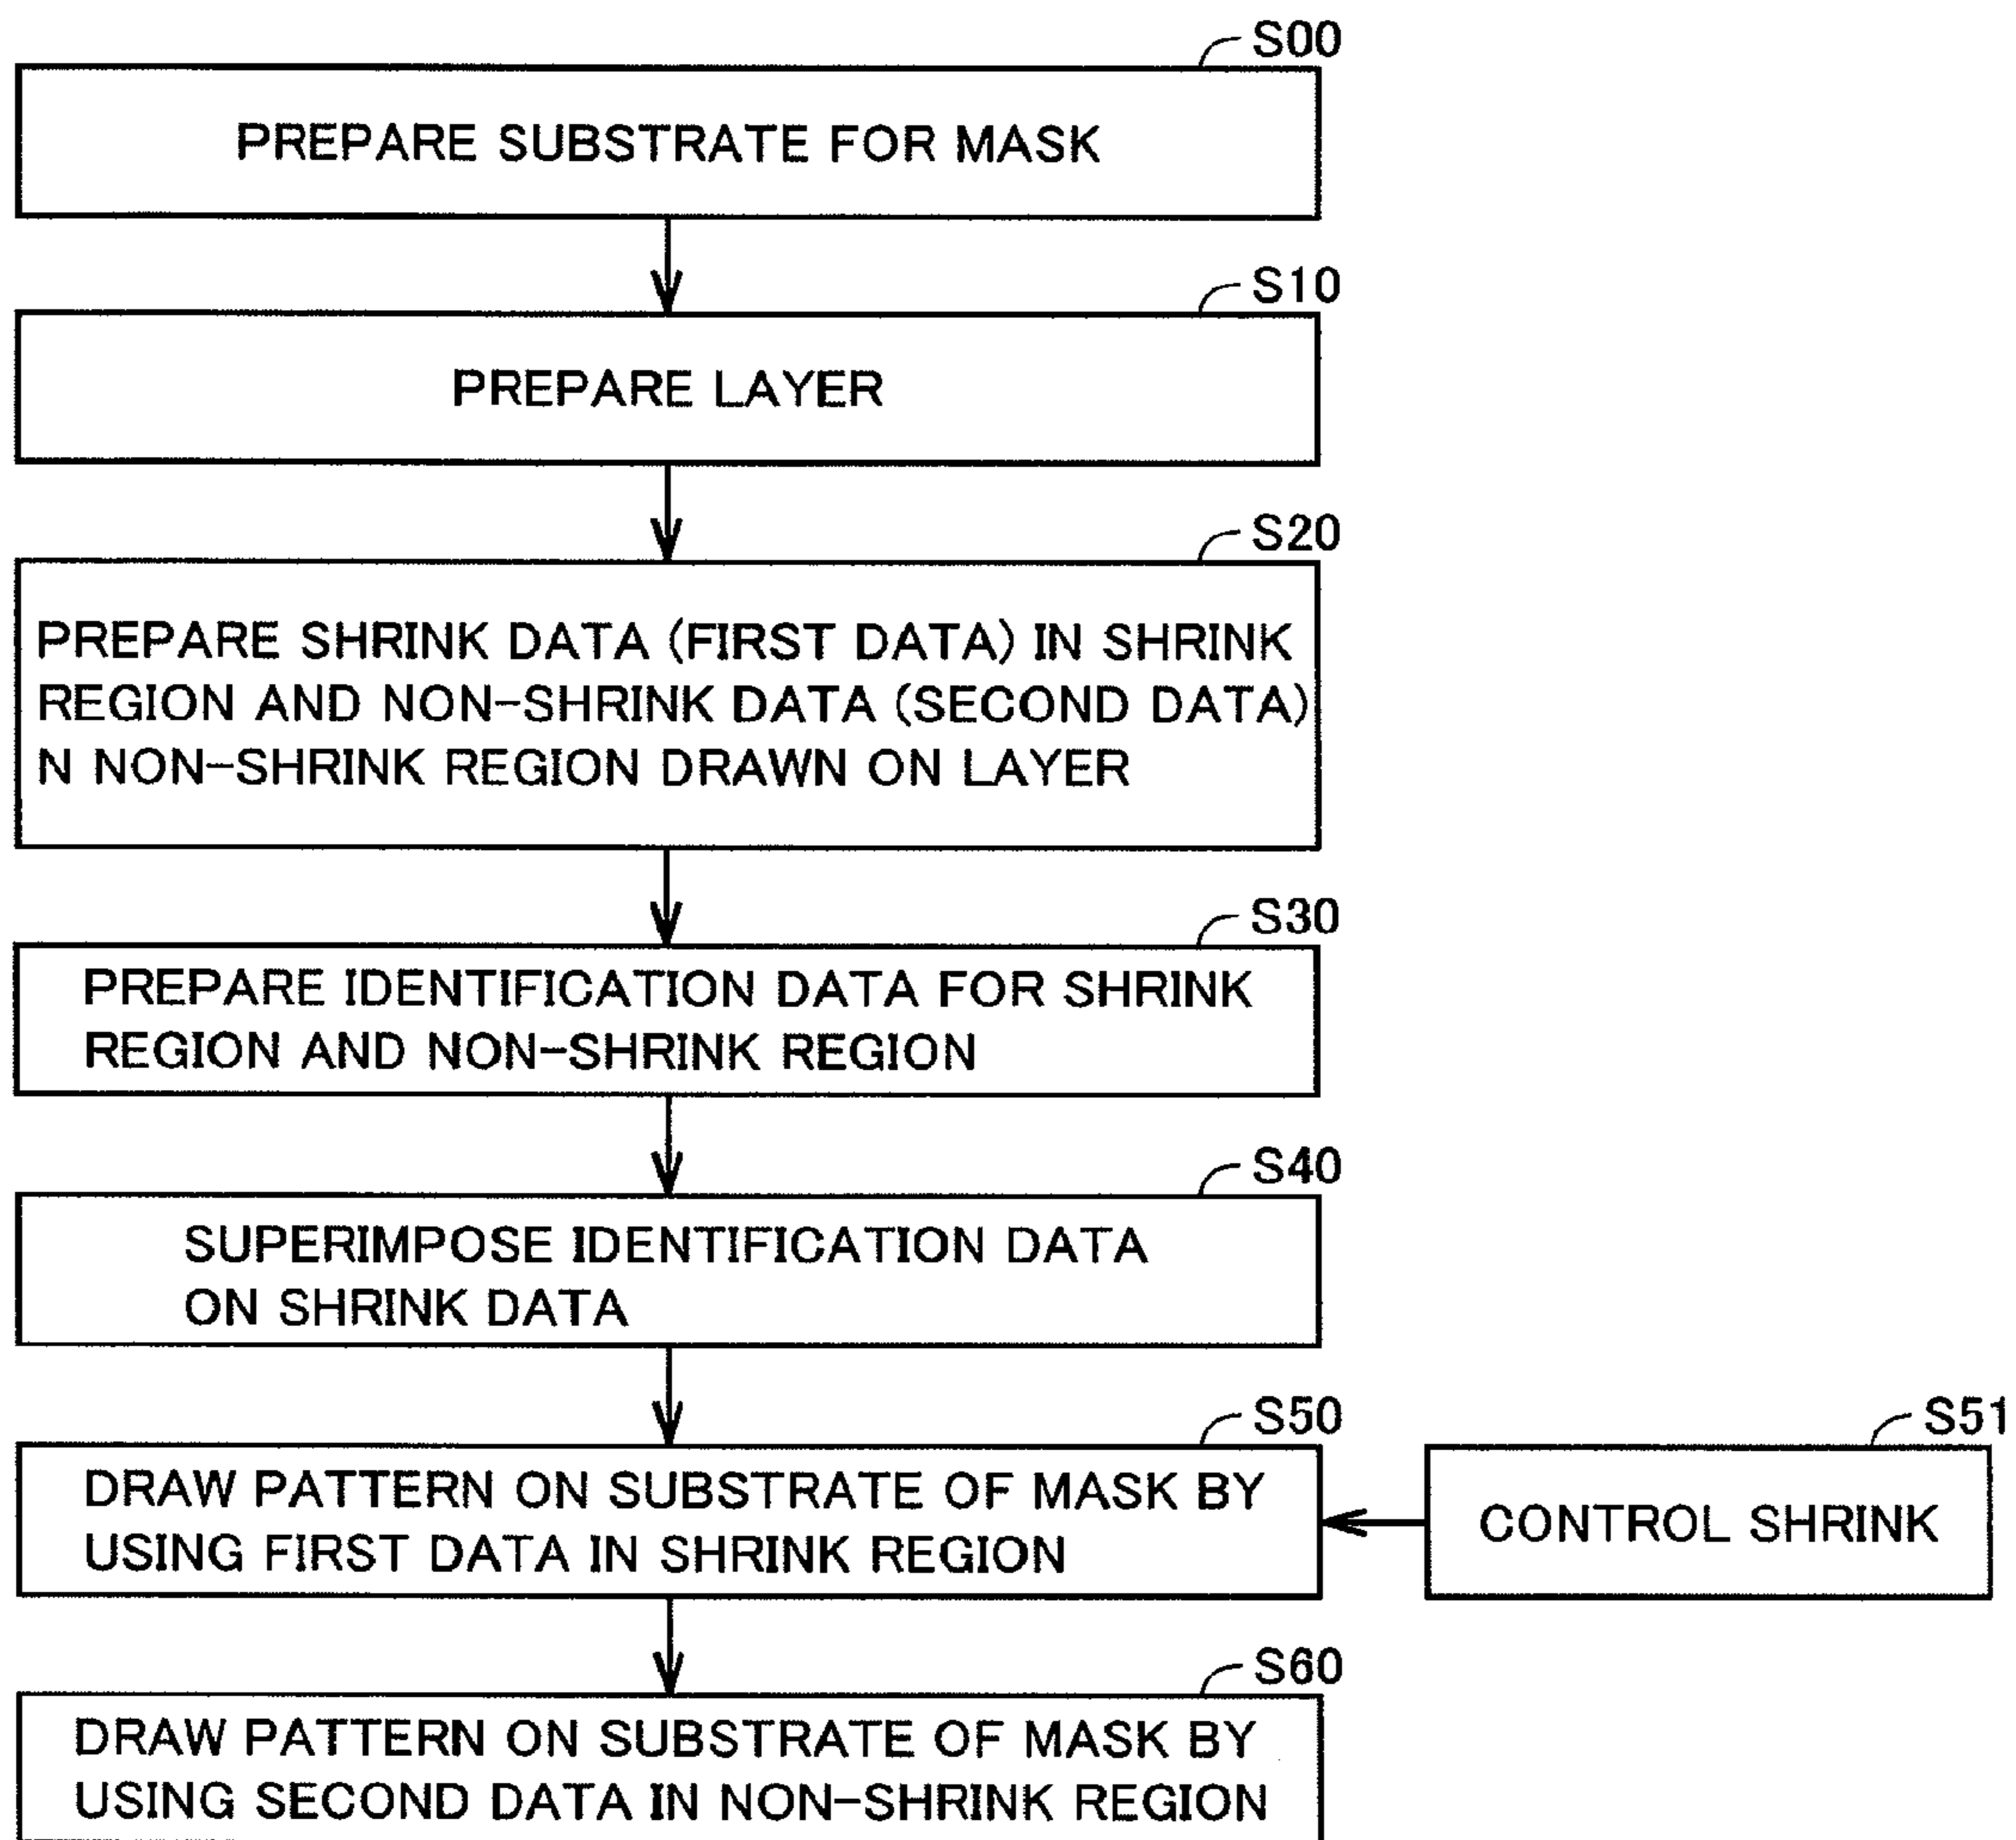 S00
PREPARE SUBSTRATE FOR MASK
S10
PREPARE LAYER
S20
PREPARE SHRINK DATA (FIRST DATA) IN SHRINK
REGION AND NON-SHRINK DATA (SECOND DATA)
N NON-SHRINK REGION DRAWN ON LAYER
S30
PREPARE IDENTIFICATION DATA FOR SHRINK
REGION AND NON-SHRINK REGION
S40
SUPERIMPOSE IDENTIFICATION DATA
ON SHRINK DATA
S50
DRAW PATTERN ON SUBSTRATE OF MASK BY
USING FIRST DATA IN SHRINK REGION
S51
CONTROL SHRINK
S60
DRAW PATTERN ON SUBSTRATE OF MASK BY
USING SECOND DATA IN NON-SHRINK REGION